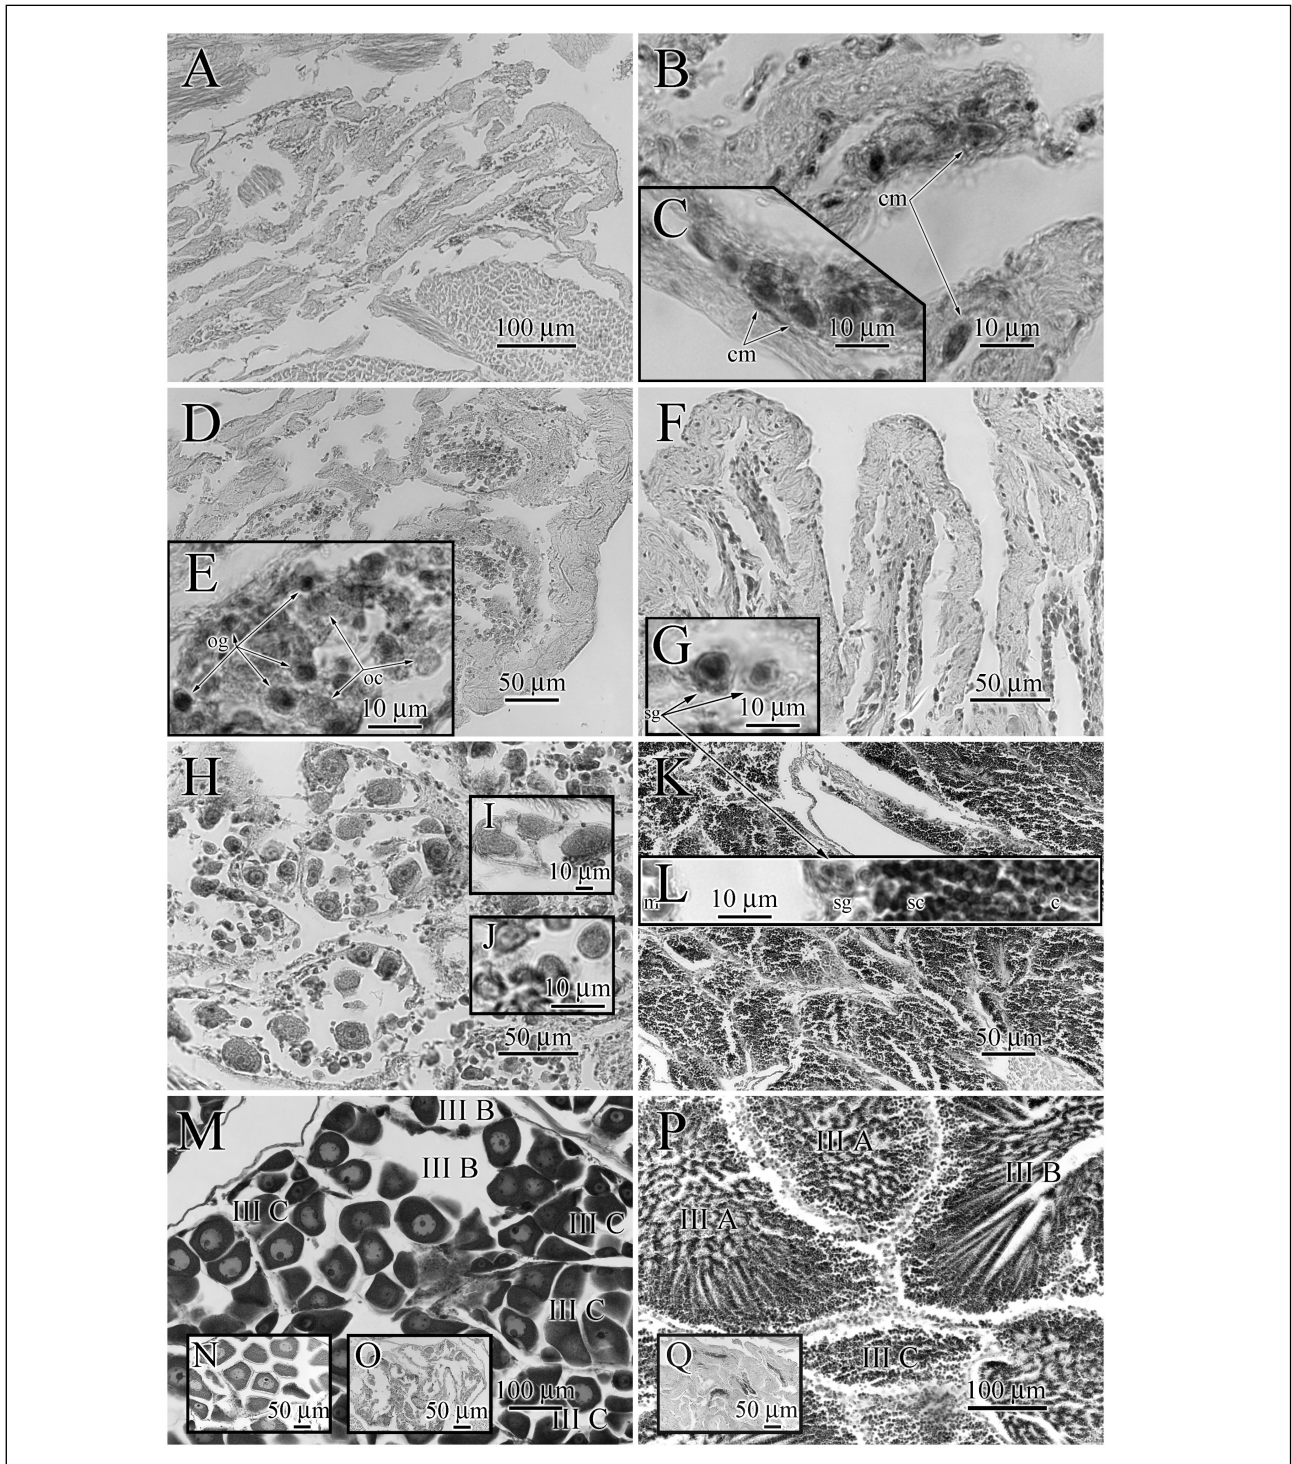 A
100 µm
B
cm
10 µm
C
cm
10 µm
D
50 µm
E
og
oc
10 µm
F
50 µm
G
sg
10 µm
H
50 µm
I
10 µm
J
10 µm
K
50 µm
L
m
10 µm
sg
sc
c
M
III B
III B
III C
III C
III C
III C
100 µm
N
50 µm
O
50 µm
P
III A
III B
III A
III C
100 µm
Q
50 µm